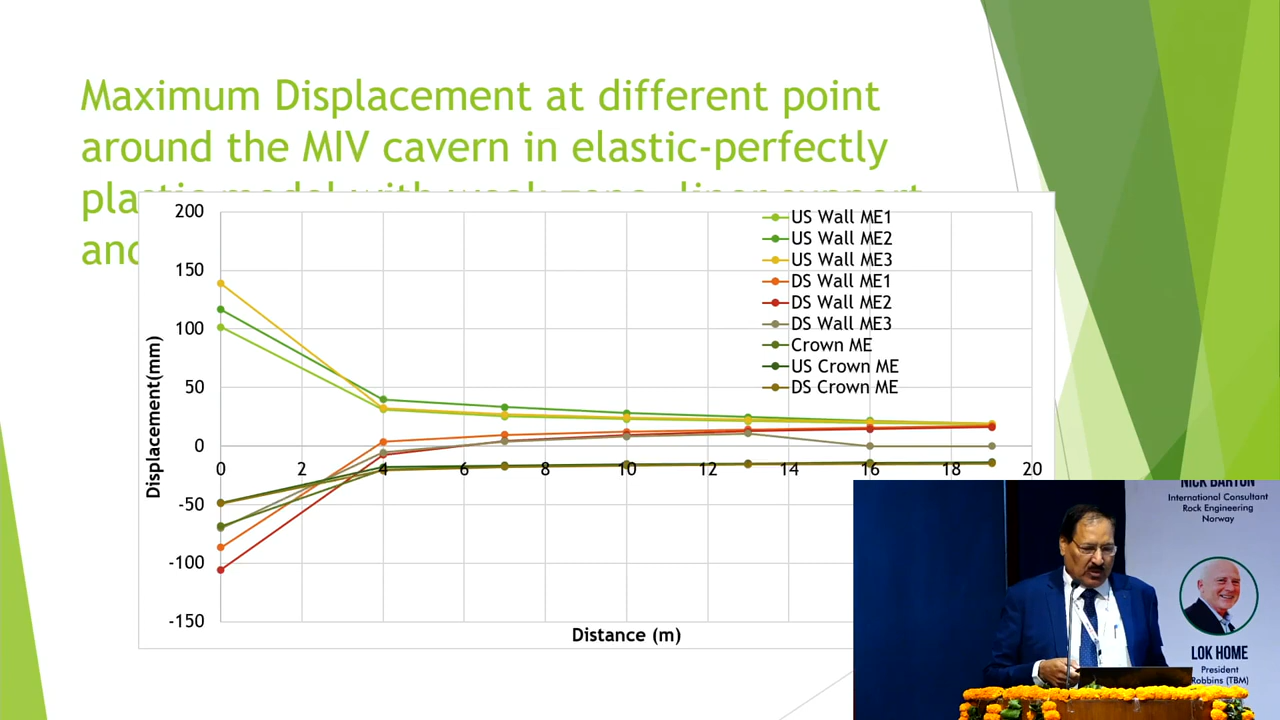 Maximum Displacement at different point
around the MIV cavern in elastic-perfectly
plastic model with weak zone, liner support
and
200
150
100
50
0
-50
-100
-150
0 2 4 6 8 10 12 14 16 18 20
Displacement(mm)
Distance (m)
US Wall ME1
US Wall ME2
US Wall ME3
DS Wall ME1
DS Wall ME2
DS Wall ME3
Crown ME
US Crown ME
DS Crown ME
NICK BARTON
International Consultant
Rock Engineering
Norway
LOK HOME
President
Robbins (TBM)